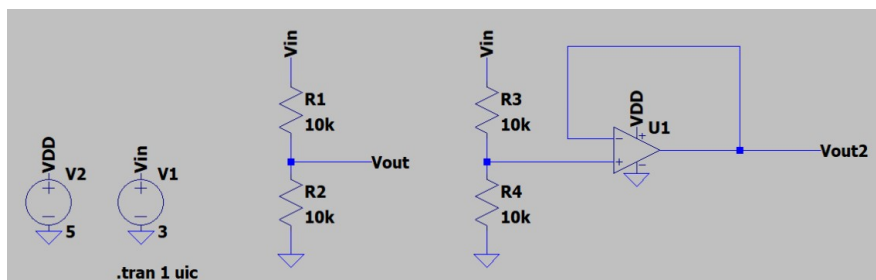 VDD
V2
5
Vin
V1
3
.tran 1 uic
Vin
R1
10k
Vout
R2
10k
Vin
R3
10k
R4
10k
VDD
U1
Vout2